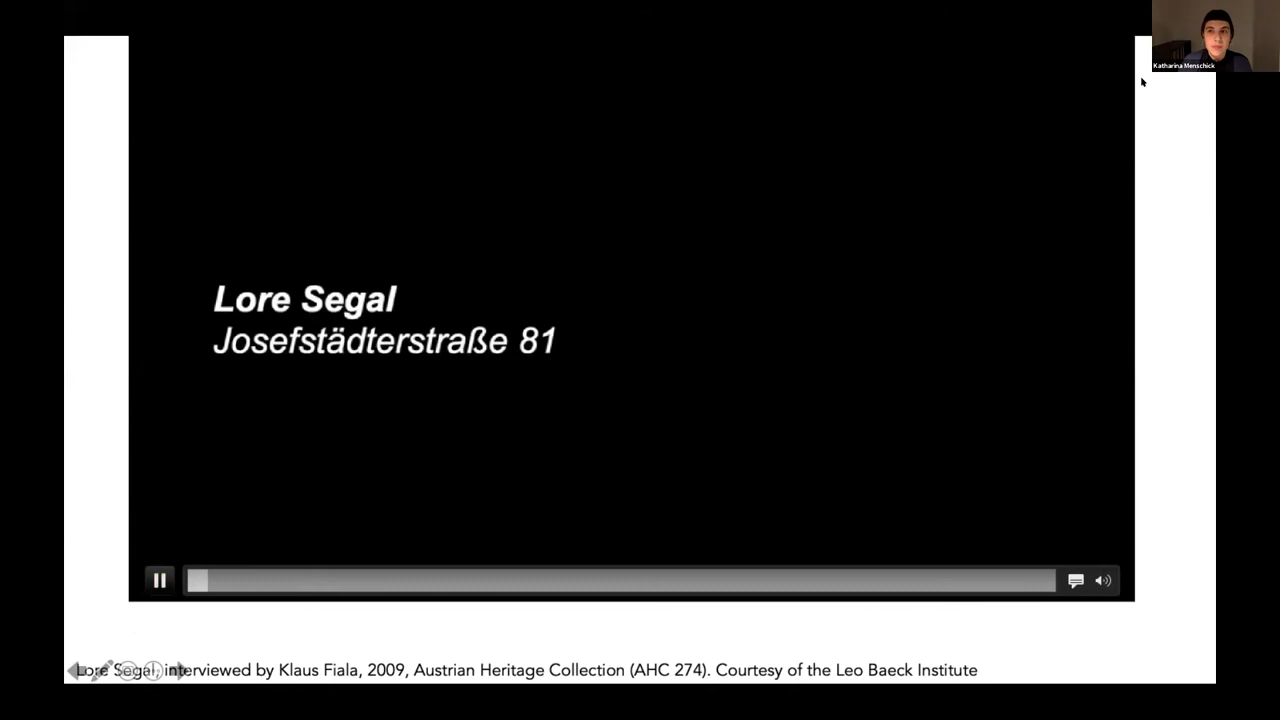 Katharina Menschick
Lore Segal
Josefstädterstraße 81
Lore Segal, interviewed by Klaus Fiala, 2009, Austrian Heritage Collection (AHC 274). Courtesy of the Leo Baeck Institute